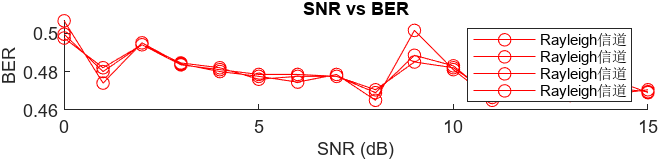 SNR vs BER
BER
0.5
0.48
0.46
Rayleigh信道
Rayleigh信道
Rayleigh信道
Rayleigh信道
0
5
10
15
SNR (dB)